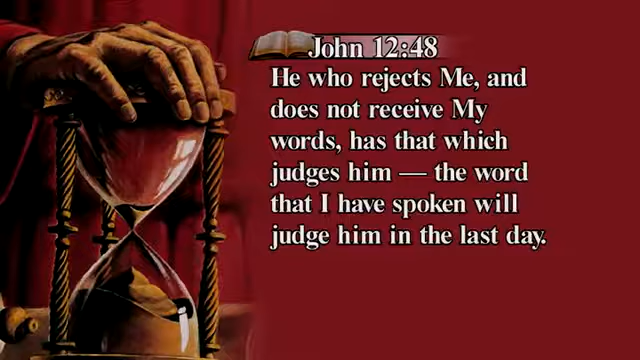 John 12:48
He who rejects Me, and
does not receive My
words, has that which
judges him — the word
that I have spoken will
judge him in the last day.